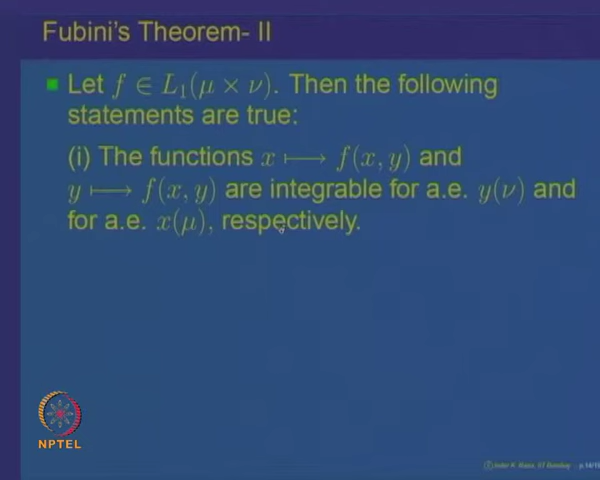 Fubini's Theorem- II
Let f ∈ L₁(μ × ν). Then the following
statements are true:
(i) The functions x ⟼ f(x, y) and
y ⟼ f(x, y) are integrable for a.e. y(ν) and
for a.e. x(μ), respectively.
NPTEL